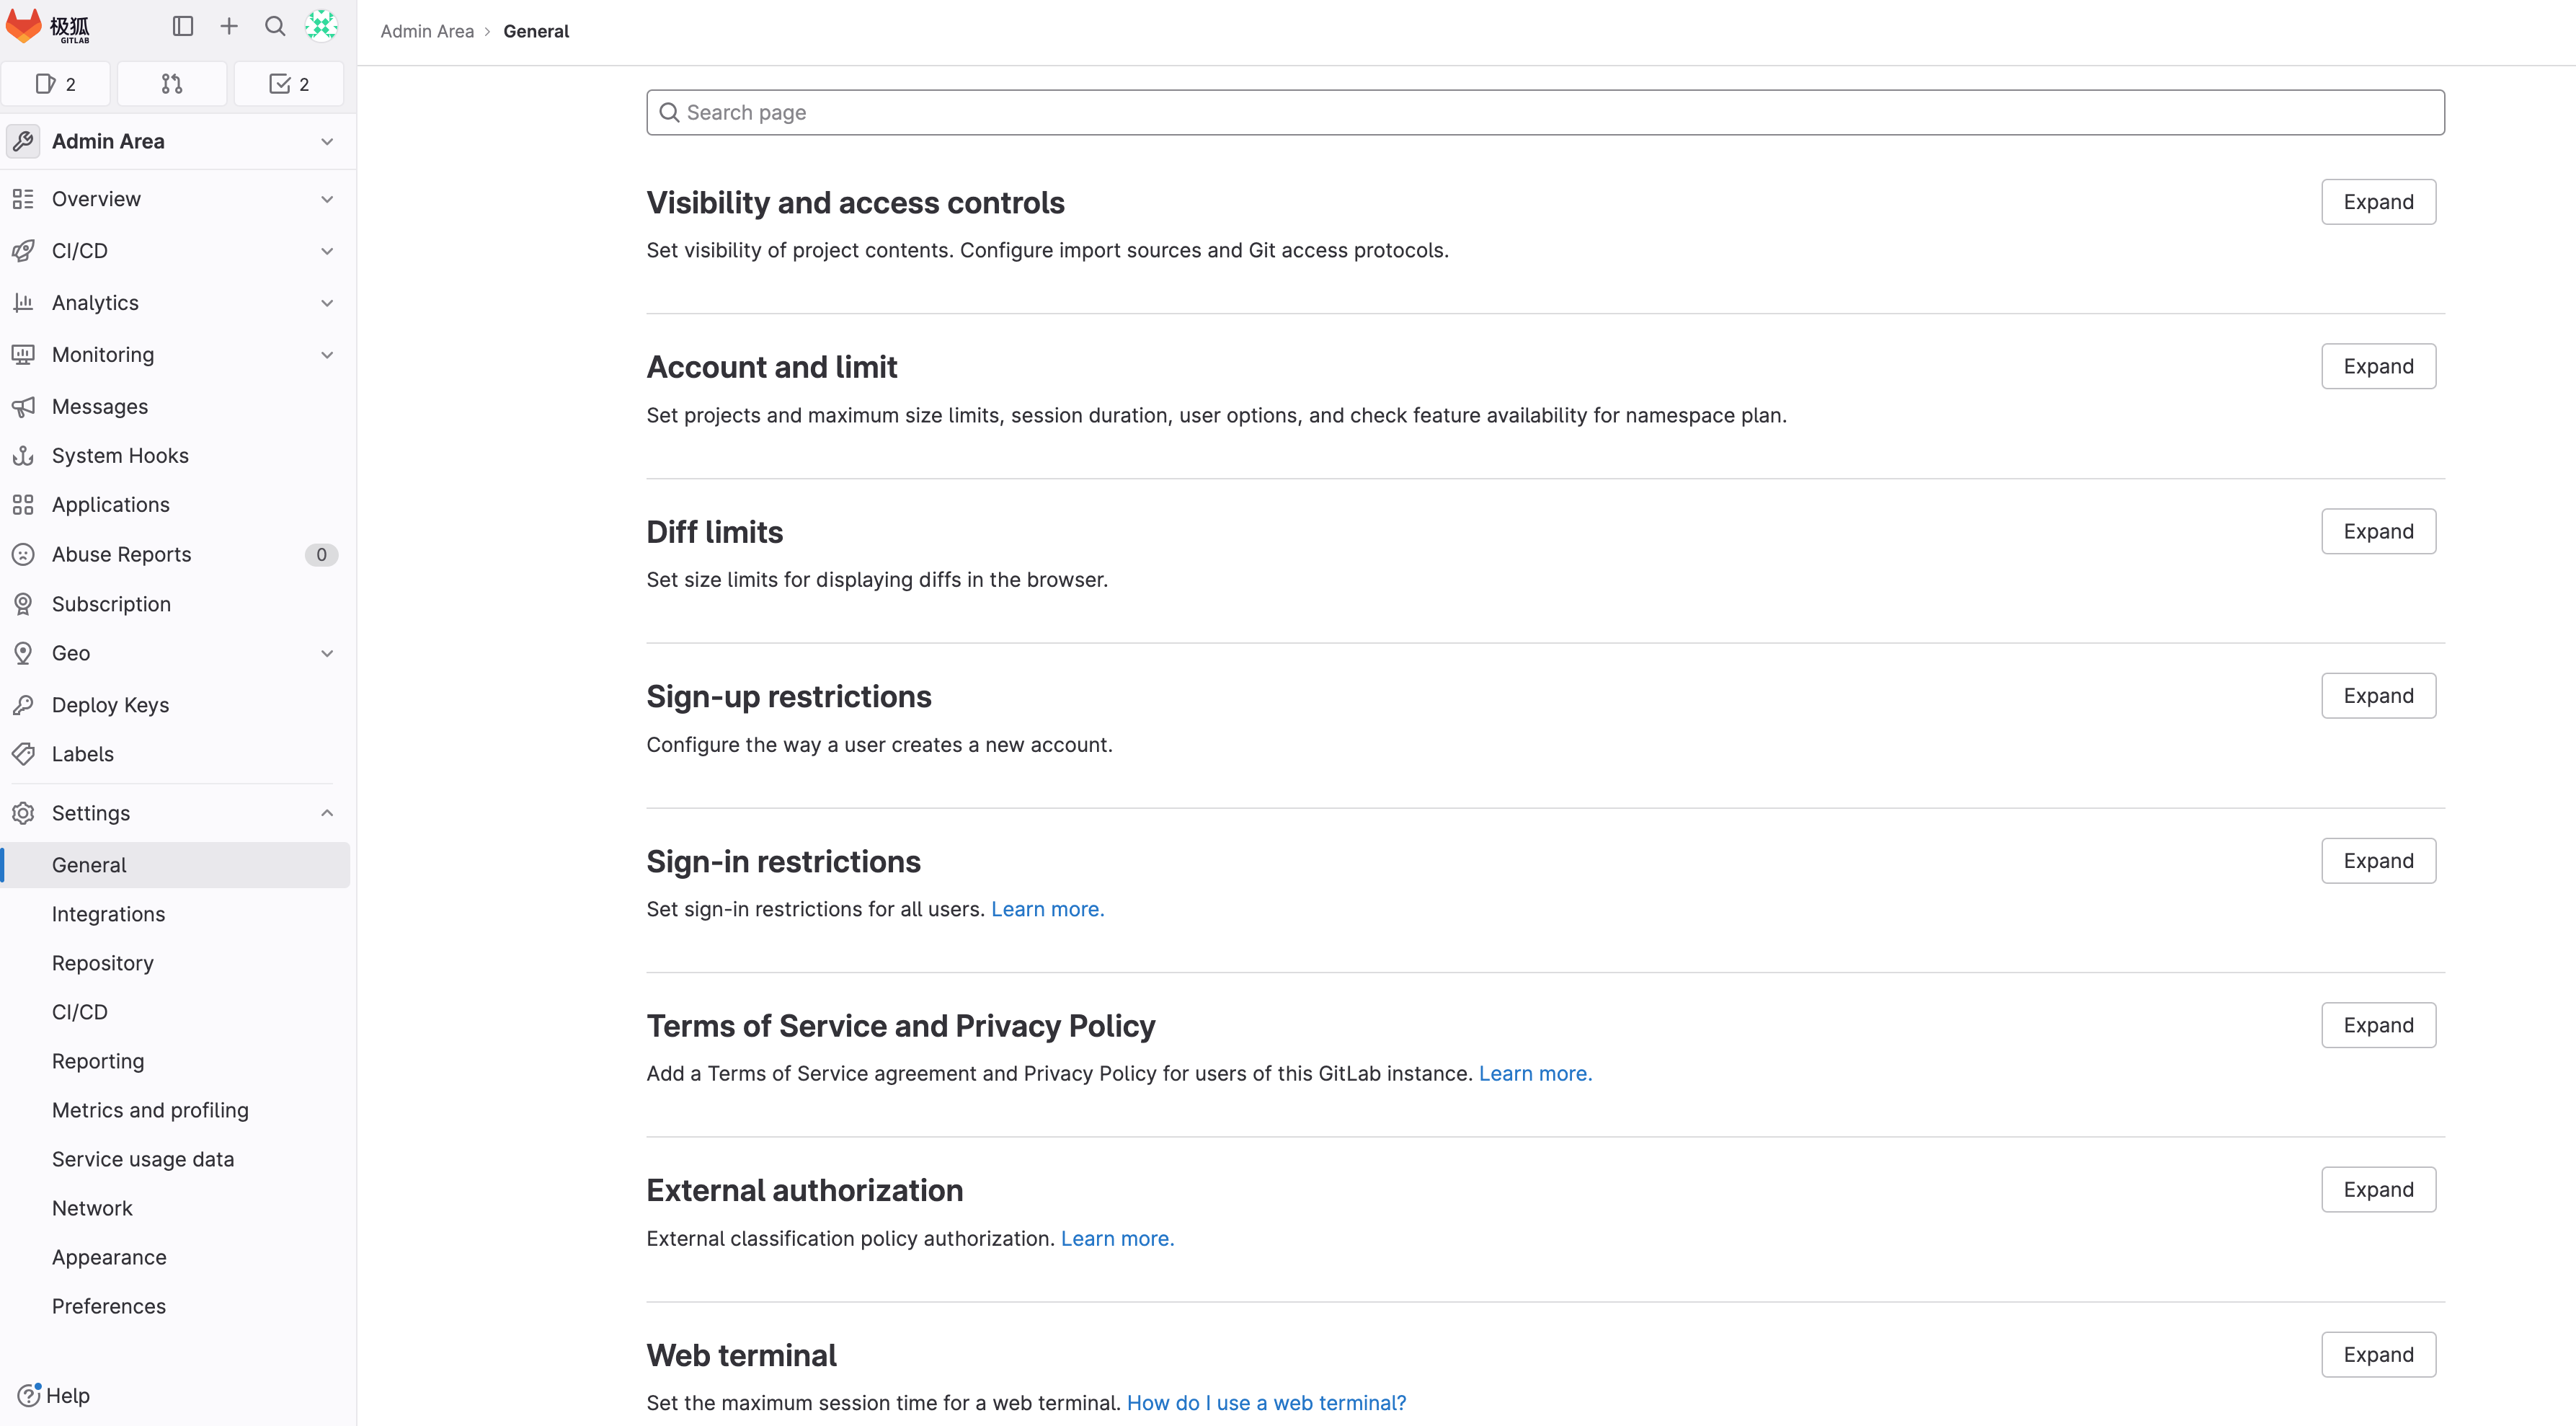 极狐
GITLAB
2
2
Admin Area
Overview
CI/CD
Analytics
Monitoring
Messages
System Hooks
Applications
Abuse Reports 0
Subscription
Geo
Deploy Keys
Labels
Settings
General
Integrations
Repository
CI/CD
Reporting
Metrics and profiling
Service usage data
Network
Appearance
Preferences
Help
Admin Area › General
Search page
Visibility and access controls
Expand
Set visibility of project contents. Configure import sources and Git access protocols.
Account and limit
Expand
Set projects and maximum size limits, session duration, user options, and check feature availability for namespace plan.
Diff limits
Expand
Set size limits for displaying diffs in the browser.
Sign-up restrictions
Expand
Configure the way a user creates a new account.
Sign-in restrictions
Expand
Set sign-in restrictions for all users. Learn more.
Terms of Service and Privacy Policy
Expand
Add a Terms of Service agreement and Privacy Policy for users of this GitLab instance. Learn more.
External authorization
Expand
External classification policy authorization. Learn more.
Web terminal
Expand
Set the maximum session time for a web terminal. How do I use a web terminal?